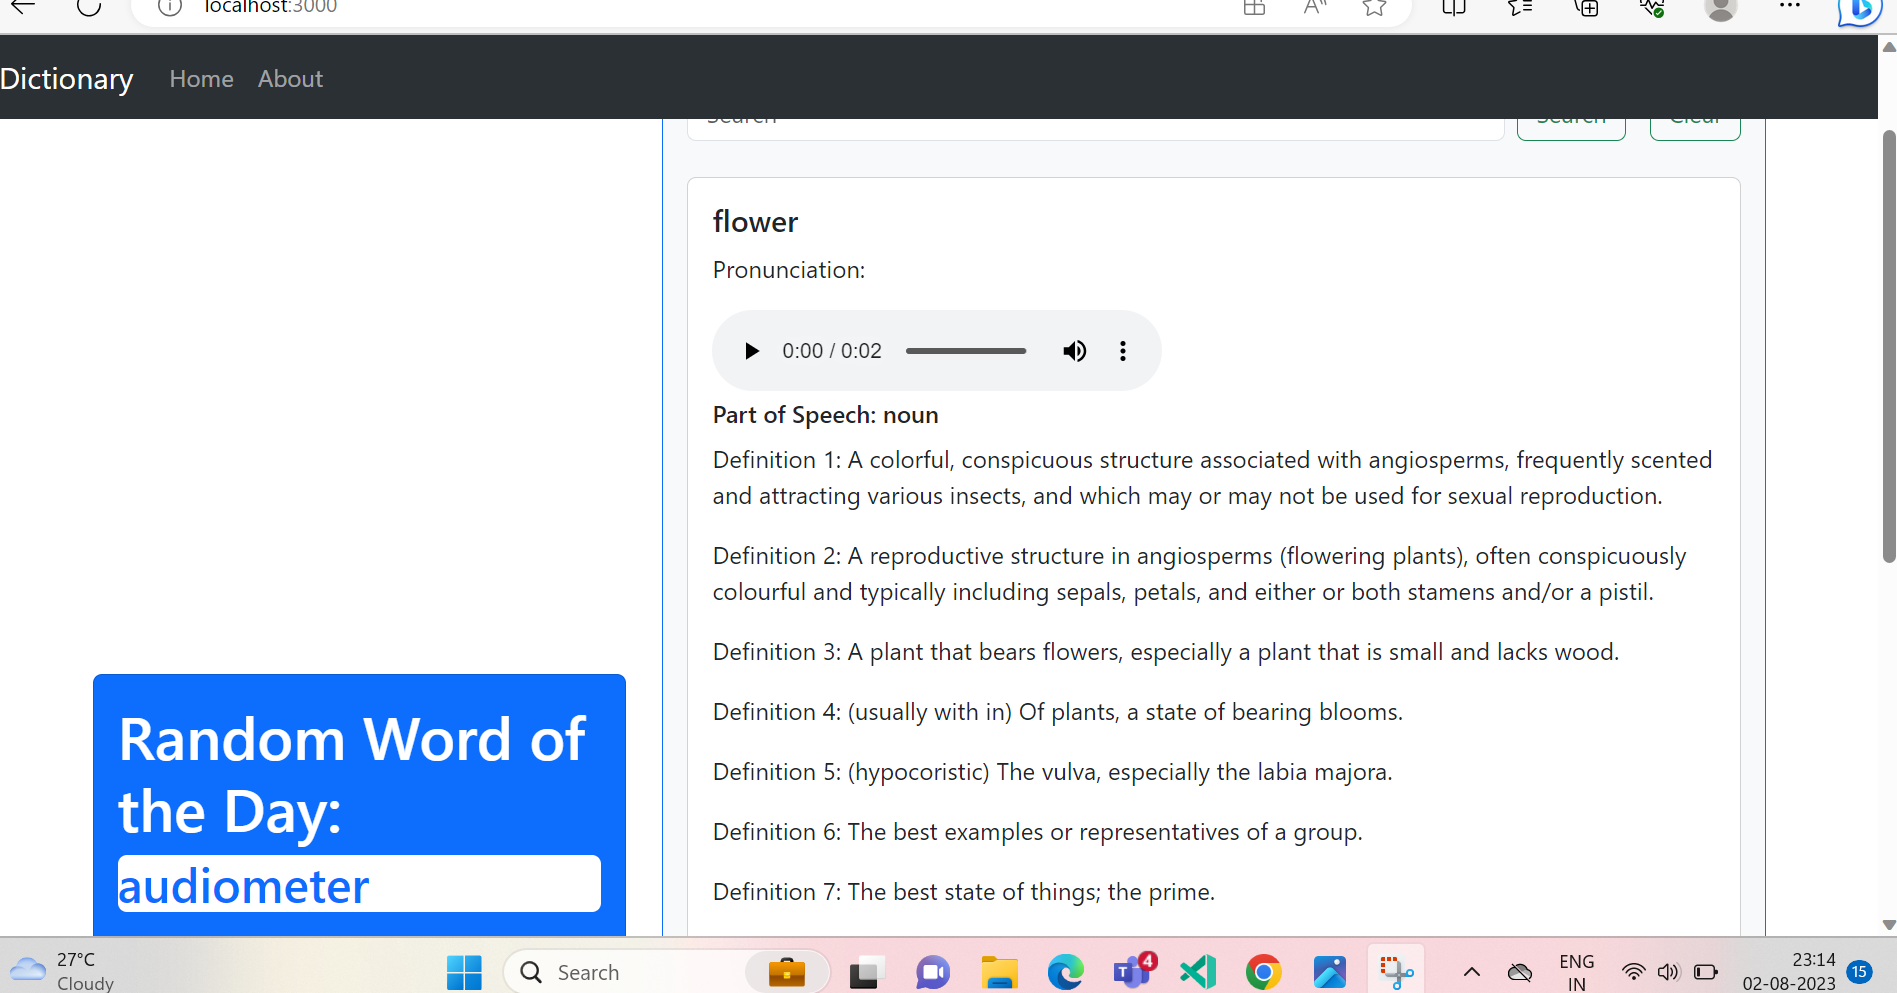 localhost:3000
Dictionary Home About
Search Search Clear
flower
Pronunciation:
0:00 / 0:02
Part of Speech: noun
Definition 1: A colorful, conspicuous structure associated with angiosperms, frequently scented
and attracting various insects, and which may or may not be used for sexual reproduction.
Definition 2: A reproductive structure in angiosperms (flowering plants), often conspicuously
colourful and typically including sepals, petals, and either or both stamens and/or a pistil.
Definition 3: A plant that bears flowers, especially a plant that is small and lacks wood.
Definition 4: (usually with in) Of plants, a state of bearing blooms.
Definition 5: (hypocoristic) The vulva, especially the labia majora.
Definition 6: The best examples or representatives of a group.
Definition 7: The best state of things; the prime.
Random Word of
the Day:
audiometer
27°C
Cloudy
Search
4
ENG
IN
23:14
02-08-2023
15